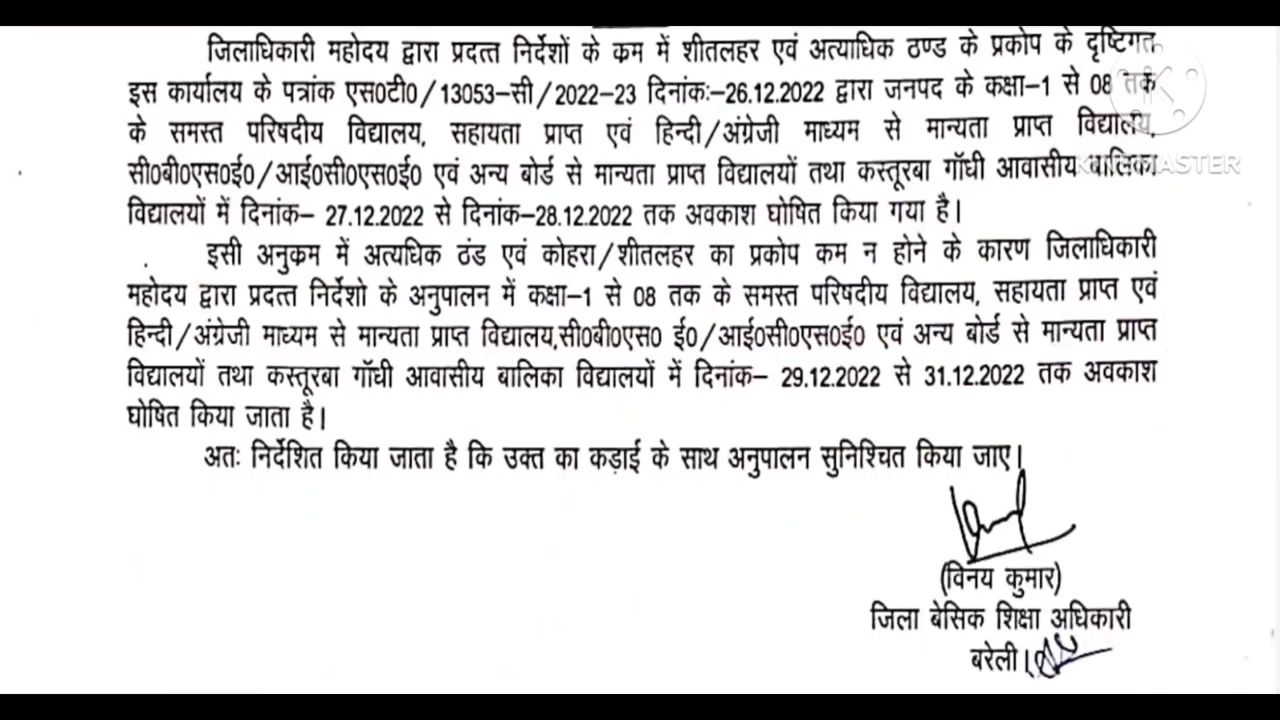 जिलाधिकारी महोदय द्वारा प्रदत्त निर्देशों के कम में शीतलहर एवं अत्याधिक ठण्ड के प्रकोप के दृष्टिगत
इस कार्यालय के पत्रांक एस0टी0/13053-सी/2022-23 दिनांकः-26.12.2022 द्वारा जनपद के कक्षा-1 से 08 तक
के समस्त परिषदीय विद्यालय, सहायता प्राप्त एवं हिन्दी/अंग्रेजी माध्यम से मान्यता प्राप्त विद्यालय,
सी0बी0एस0ई0/आई0सी0एस0ई0 एवं अन्य बोर्ड से मान्यता प्राप्त विद्यालयों तथा कस्तूरबा गॉधी आवासीय बालिका
विद्यालयों में दिनांक- 27.12.2022 से दिनांक-28.12.2022 तक अवकाश घोषित किया गया है।
इसी अनुकम में अत्यधिक ठंड एवं कोहरा/शीतलहर का प्रकोप कम न होने के कारण जिलाधिकारी
महोदय द्वारा प्रदत्त निर्देशो के अनुपालन में कक्षा-1 से 08 तक के समस्त परिषदीय विद्यालय, सहायता प्राप्त एवं
हिन्दी/अंग्रेजी माध्यम से मान्यता प्राप्त विद्यालय,सी0बी0एस0 ई0/आई0सी0एस0ई0 एवं अन्य बोर्ड से मान्यता प्राप्त
विद्यालयों तथा कस्तूरबा गॉधी आवासीय बालिका विद्यालयों में दिनांक- 29.12.2022 से 31.12.2022 तक अवकाश
घोषित किया जाता है।
अतः निर्देशित किया जाता है कि उक्त का कड़ाई के साथ अनुपालन सुनिश्चित किया जाए।
(विनय कुमार)
जिला बेसिक शिक्षा अधिकारी
बरेली।
KINEMASTER